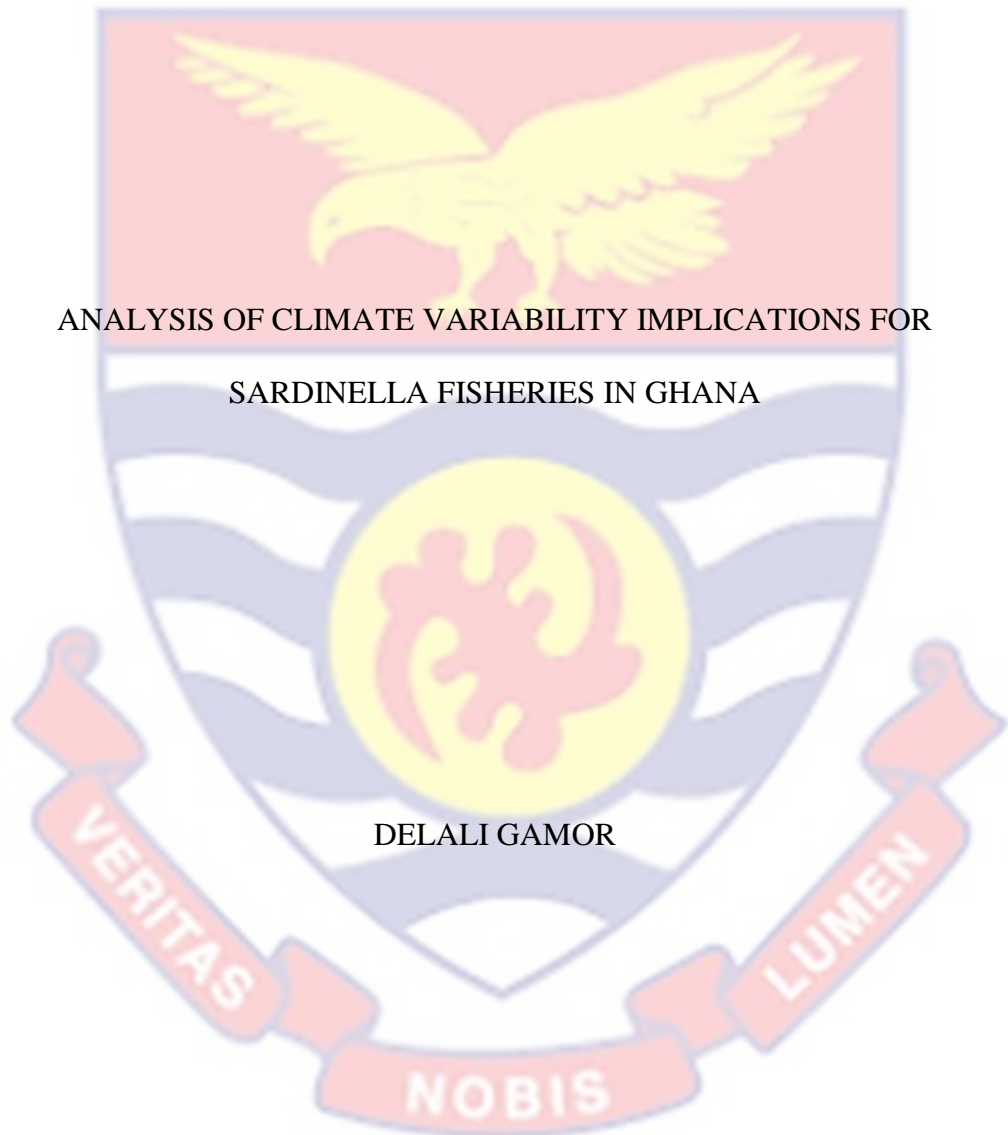 ANALYSIS OF CLIMATE VARIABILITY IMPLICATIONS FOR
SARDINELLA FISHERIES IN GHANA
DELALI GAMOR
VERITAS
NOBIS
LUMEN